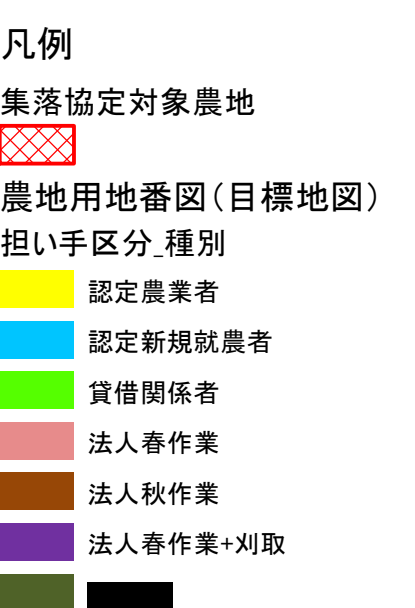 凡例
集落協定対象農地
農地用地番図(目標地図)
担い手区分_種別
認定農業者
認定新規就農者
貸借関係者
法人春作業
法人秋作業
法人春作業+刈取